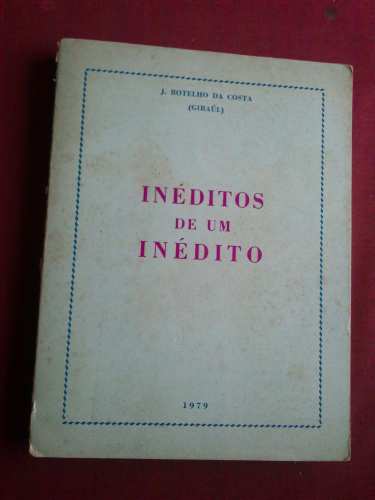 J. BOTELHO DA COSTA
(GIRAÚL)
INÉDITOS
DE UM
INÉDITO
1979